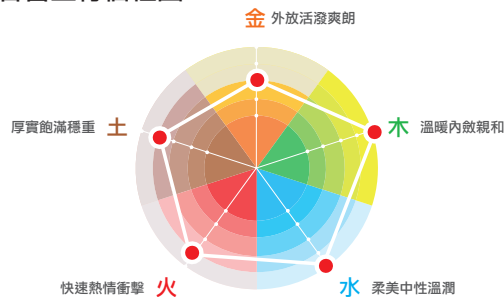 金 外放活潑爽朗
厚實飽滿穩重 土
木 溫暖內斂親和
快速熱情衝擊 火
水 柔美中性溫潤